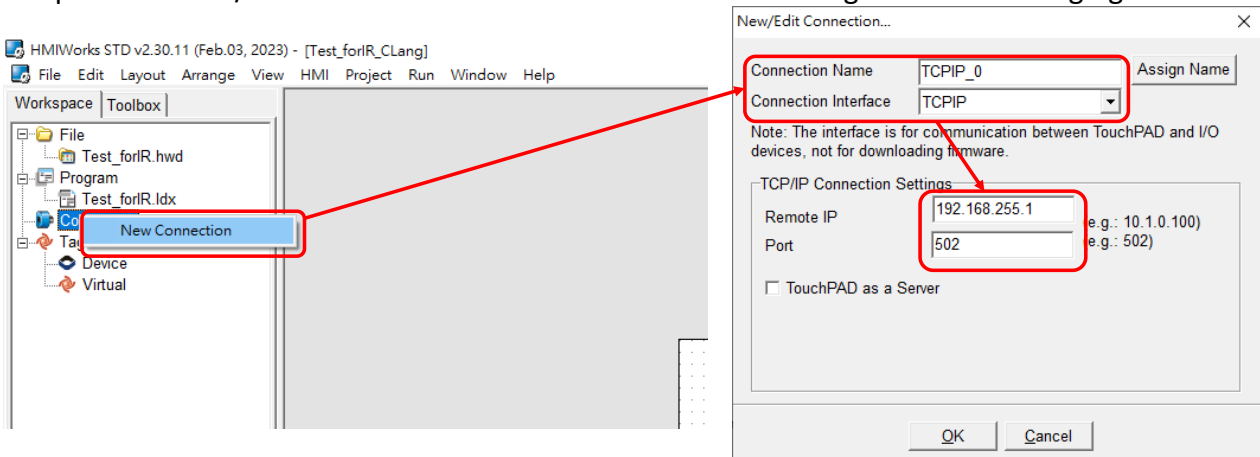 New/Edit Connection...
HMIWorks STD v2.30.11 (Feb.03, 2023) - [Test_forIR_CLang]
File Edit Layout Arrange View HMI Project Run Window Help
Workspace Toolbox
File
Test_forIR.hwd
Program
Test_forIR.ldx
New Connection
Device
Virtual
Connection Name TCPIP_0 Assign Name
Connection Interface TCPIP
Note: The interface is for communication between TouchPAD and I/O
devices, not for downloading firmware.
TCP/IP Connection Settings
Remote IP 192.168.255.1 (e.g.: 10.1.0.100)
Port 502 (e.g.: 502)
TouchPAD as a Server
OK Cancel